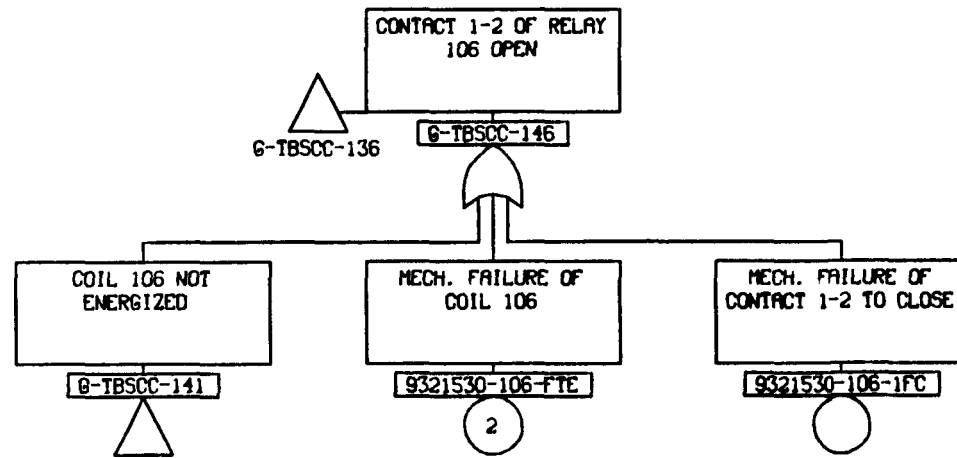 CONTACT 1-2 OF RELAY
106 OPEN
G-TBSCC-136
G-TBSCC-146
COIL 106 NOT
ENERGIZED
MECH. FAILURE OF
COIL 106
MECH. FAILURE OF
CONTACT 1-2 TO CLOSE
G-TBSCC-141
9321530-106-FTE
9321530-106-1FC
2